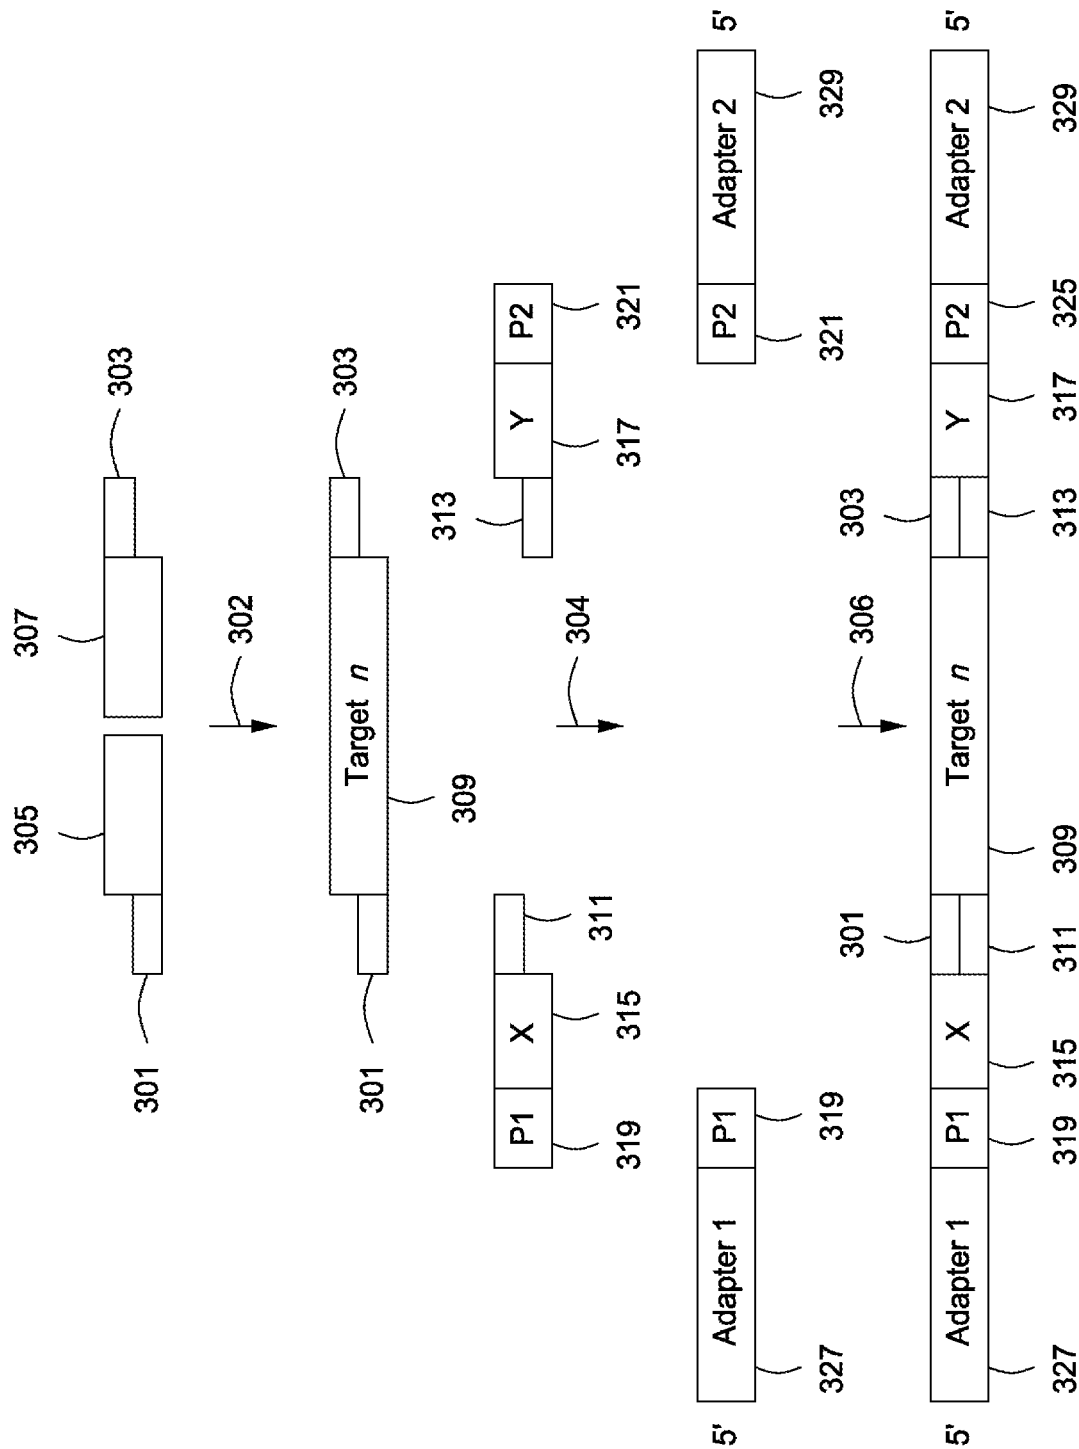 305 307
303
301
302
303
Target n
301
309
313
P1 X Y P2
304
311
319 315 317 321
5' Adapter 1 P1 P2 Adapter 2 5'
327 319 321 329
301 306 303
5' Adapter 1 P1 X Target n Y P2 Adapter 2 5'
327 319 315 311 309 313 317 325 329